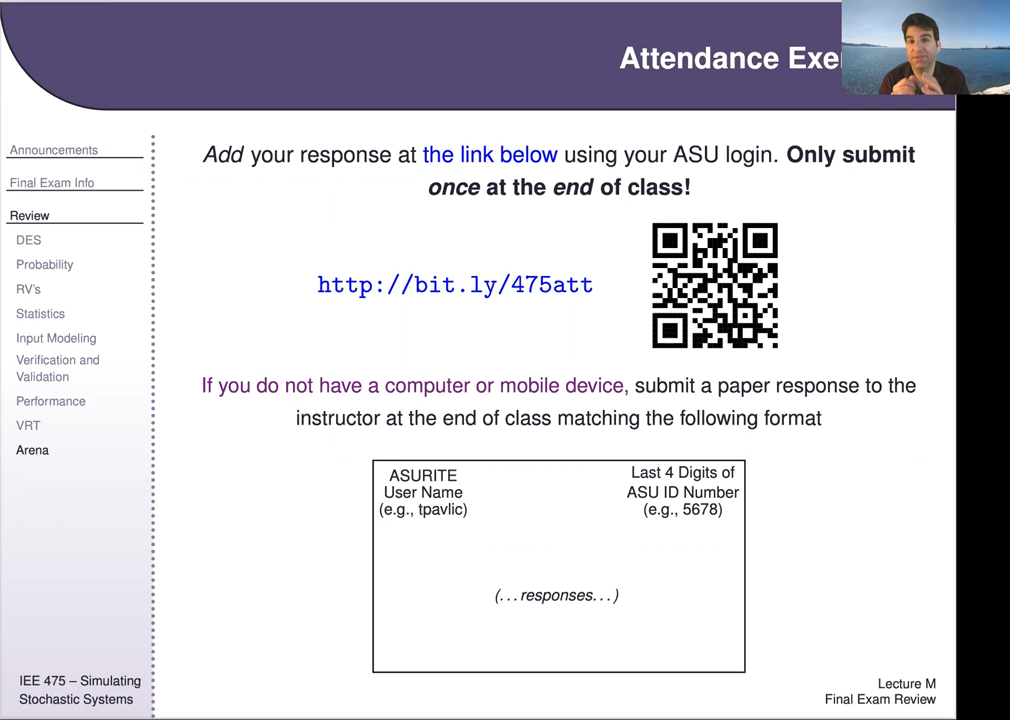 Attendance Exe
Announcements
Final Exam Info
Review
DES
Probability
RV's
Statistics
Input Modeling
Verification and
Validation
Performance
VRT
Arena
IEE 475 – Simulating
Stochastic Systems
Add your response at the link below using your ASU login. Only submit
once at the end of class!
http://bit.ly/475att
If you do not have a computer or mobile device, submit a paper response to the
instructor at the end of class matching the following format
ASURITE
User Name
(e.g., tpavlic)
Last 4 Digits of
ASU ID Number
(e.g., 5678)
(...responses...)
Lecture M
Final Exam Review